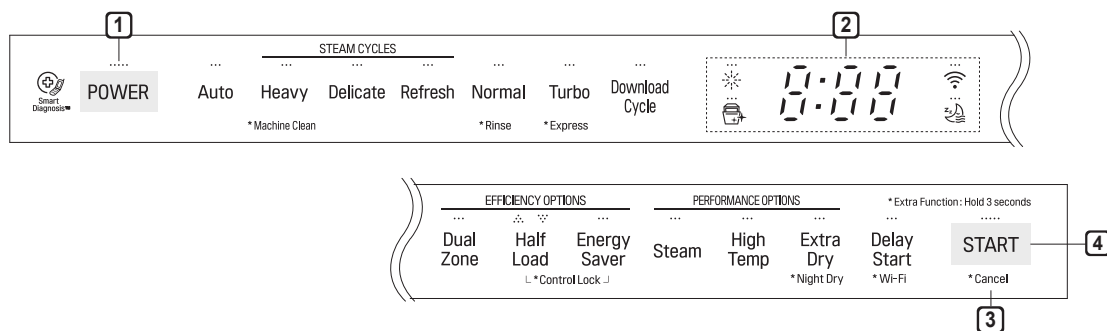 1
2
STEAM CYCLES
Smart
Diagnosis
POWER
Auto
Heavy
Delicate
Refresh
Normal
Turbo
Download
Cycle
8:88
*Machine Clean
*Rinse
*Express
EFFICIENCY OPTIONS
PERFORMANCE OPTIONS
*Extra Function : Hold 3 seconds
Dual
Zone
Half
Load
Energy
Saver
Steam
High
Temp
Extra
Dry
Delay
Start
START
4
*Control Lock
*Night Dry
*Wi-Fi
*Cancel
3